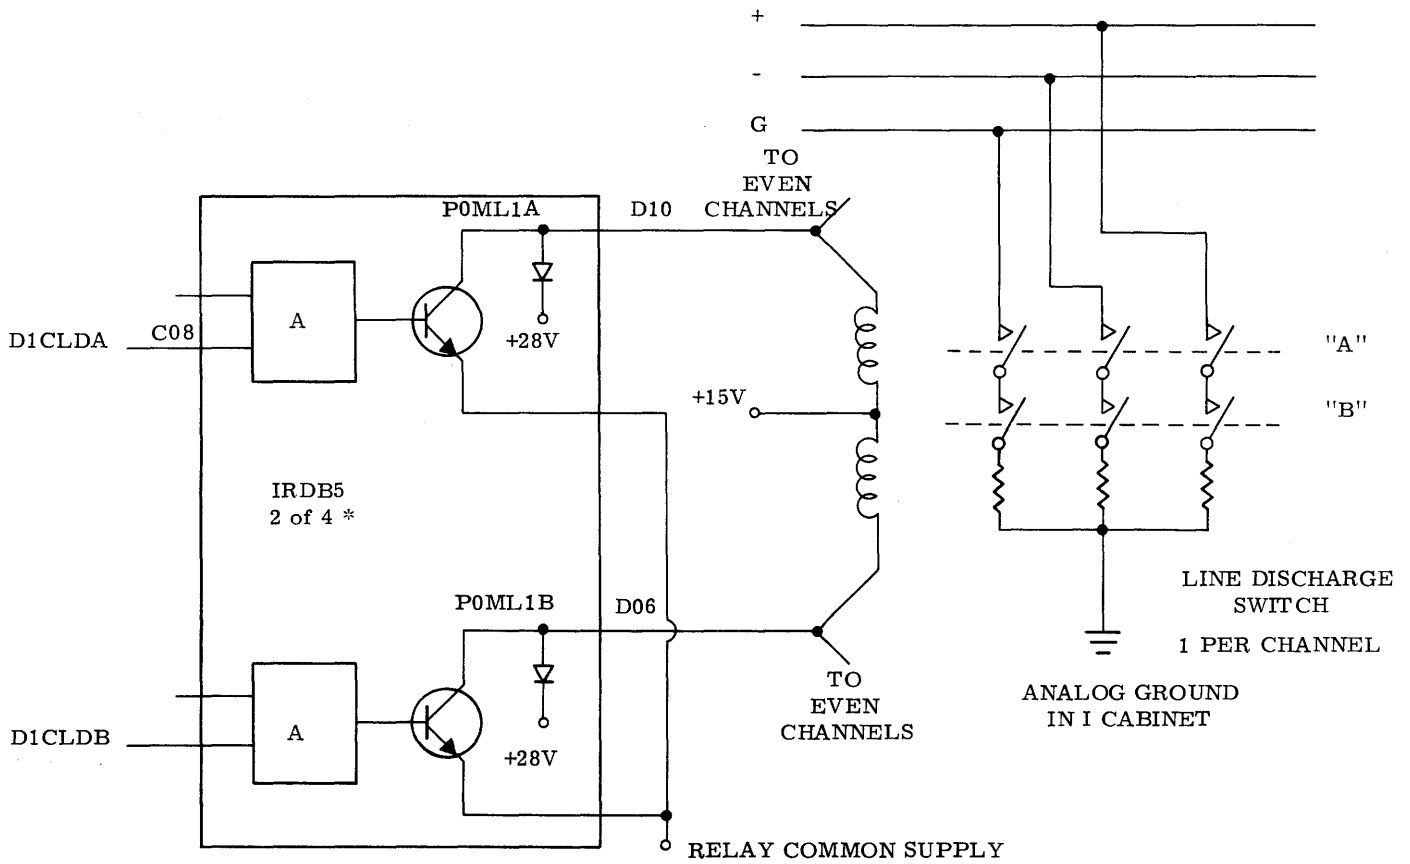 +
-
G
TO
EVEN
CHANNELS
P0ML1A
D10
A
+28V
D1CLDA
C08
"A"
+15V
"B"
IRDB5
2 of 4 *
P0ML1B
D06
LINE DISCHARGE
SWITCH
1 PER CHANNEL
TO
EVEN
CHANNELS
ANALOG GROUND
IN I CABINET
A
D1CLDB
+28V
RELAY COMMON SUPPLY